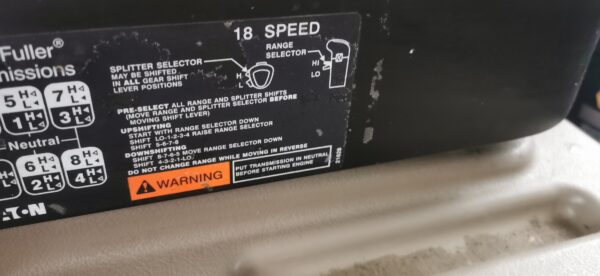 Fuller®
missions
18 SPEED
SPLITTER SELECTOR
MAY BE SHIFTED
IN ALL GEAR SHIFT
LEVER POSITIONS
H
L
RANGE
SELECTOR
HI
LO
PRE-SELECT ALL RANGE AND SPLITTER SHIFTS
(MOVE RANGE AND SPLITTER SELECTOR BEFORE
MOVING SHIFT LEVER)
UPSHIFTING
START WITH RANGE SELECTOR DOWN
SHIFT LO-1-2-3-4 RAISE RANGE SELECTOR
SHIFT 5-6-7-8
DOWNSHIFTING
SHIFT 8-7-6-5 MOVE RANGE SELECTOR DOWN
SHIFT 4-3-2-1-LO
DO NOT CHANGE RANGE WHILE MOVING IN REVERSE
WARNING
PUT TRANSMISSION IN NEUTRAL
BEFORE STARTING ENGINE
5 H L 7 H L
1 H L 3 H L
Neutral
6 H L 8 H L
2 H L 4 H L
EATON